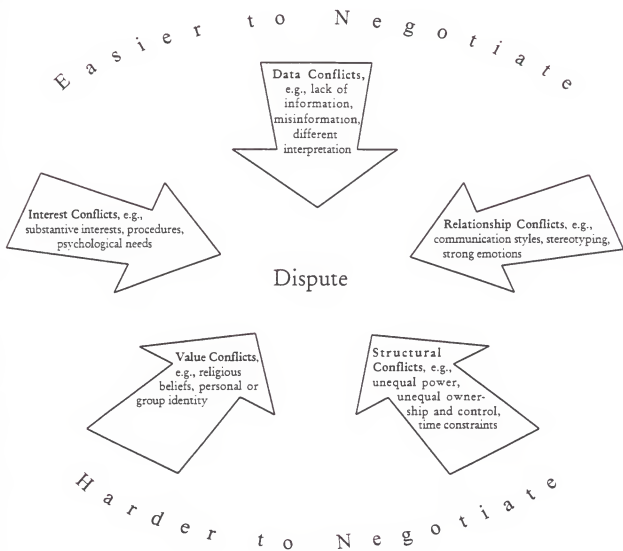 Easier to Negotiate
Data Conflicts,
e.g., lack of
information,
misinformation,
different
interpretation
Interest Conflicts, e.g.,
substantive interests, procedures,
psychological needs
Relationship Conflicts, e.g.,
communication styles, stereotyping,
strong emotions
Dispute
Value Conflicts,
e.g., religious
beliefs, personal or
group identity
Structural
Conflicts, e.g.,
unequal power,
unequal owner-
ship and control,
time constraints
Harder to Negotiate